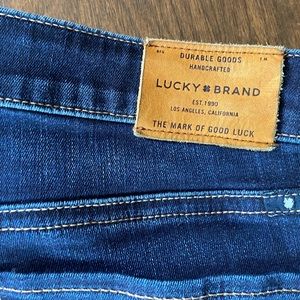 DURABLE GOODS
HANDCRAFTED
LUCKY BRAND
EST. 1990
LOS ANGELES, CALIFORNIA
THE MARK OF GOOD LUCK